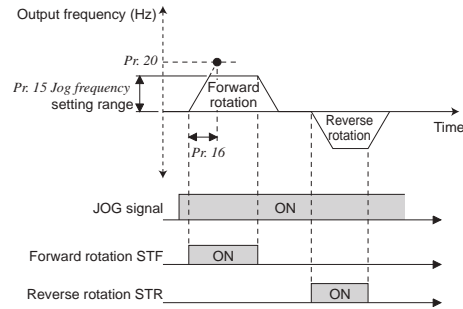 Output frequency (Hz)
Pr. 20
Pr. 15 Jog frequency
setting range
Forward
rotation
Reverse
rotation
Time
Pr. 16
JOG signal
ON
Forward rotation STF
ON
Reverse rotation STR
ON